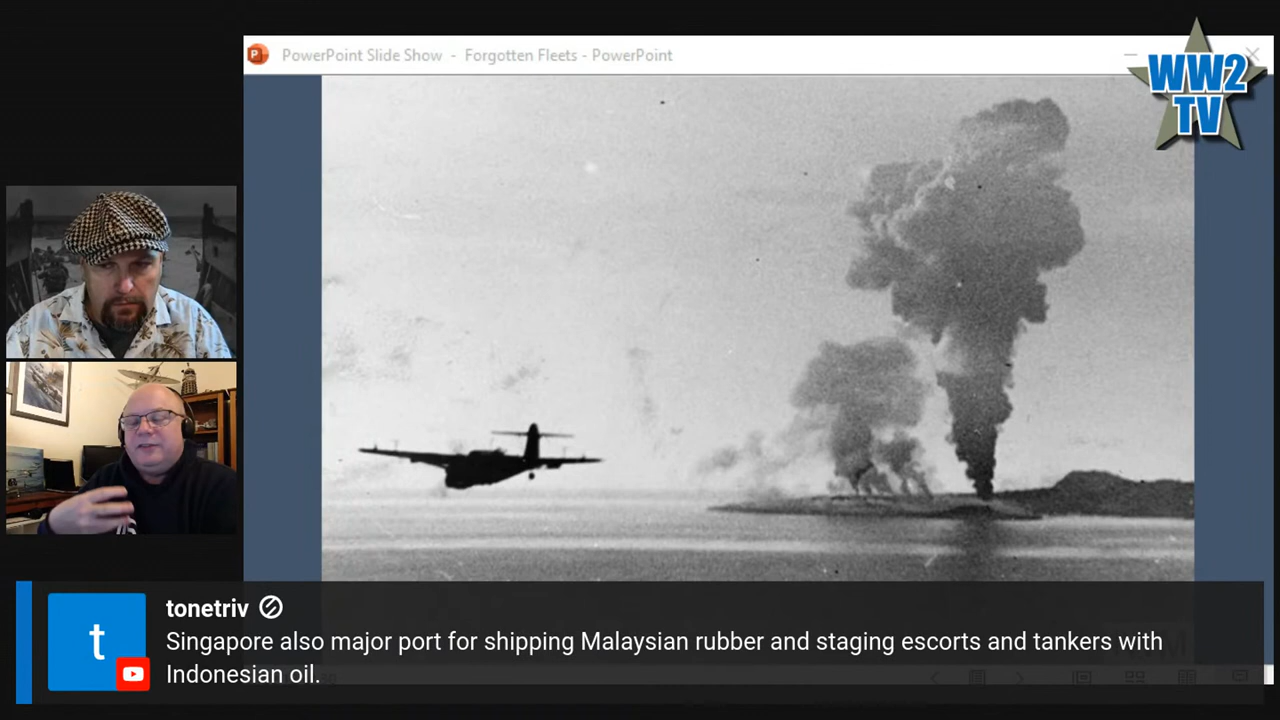 PowerPoint Slide Show - Forgotten Fleets - PowerPoint
WW2
TV
t
tonetriv
Singapore also major port for shipping Malaysian rubber and staging escorts and tankers with
Indonesian oil.